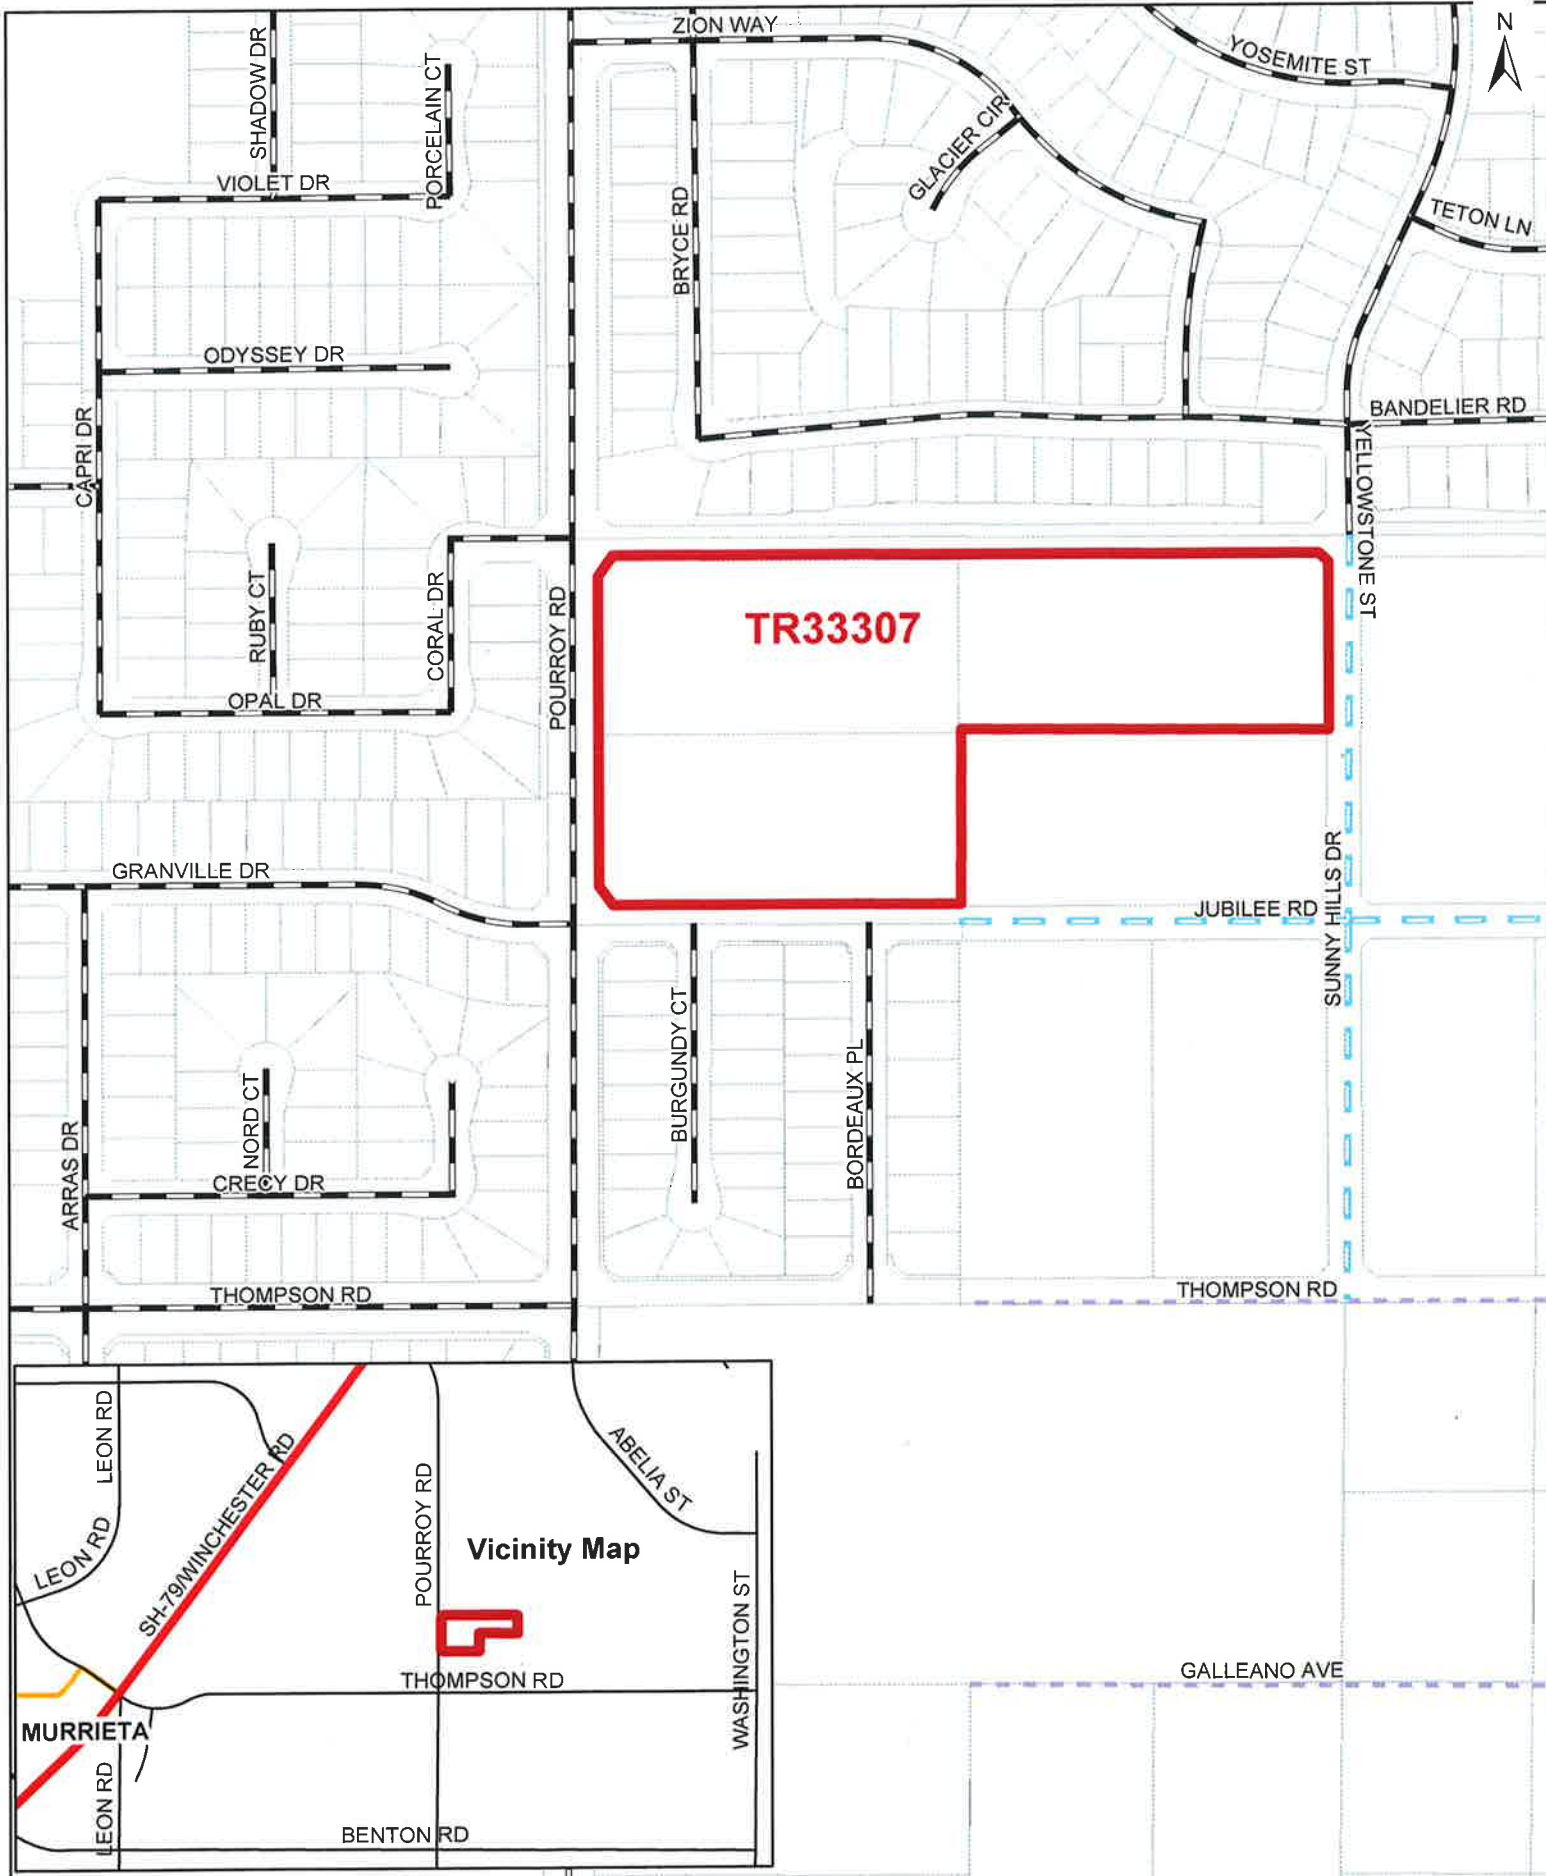 ZION WAY
N
YOSEMITE ST
SHADOW DR
PORCELAIN CT
GLACIER CIR
VIOLET DR
BRYCE RD
TETON LN
ODYSSEY DR
CAPRI DR
BANDELIER RD
YELLOWSTONE ST
RUBY CT
CORAL DR
POURROY RD
TR33307
OPAL DR
GRANVILLE DR
SUNNY HILLS DR
JUBILEE RD
BURGUNDY CT
BORDEAUX PL
NORD CT
ARRAS DR
CRECY DR
THOMPSON RD
THOMPSON RD
LEON RD
SH-79/WINCHESTER RD
POURROY RD
ABELIA ST
LEON RD
Vicinity Map
WASHINGTON ST
THOMPSON RD
GALLEANO AVE
MURRIETA
LEON RD
BENTON RD